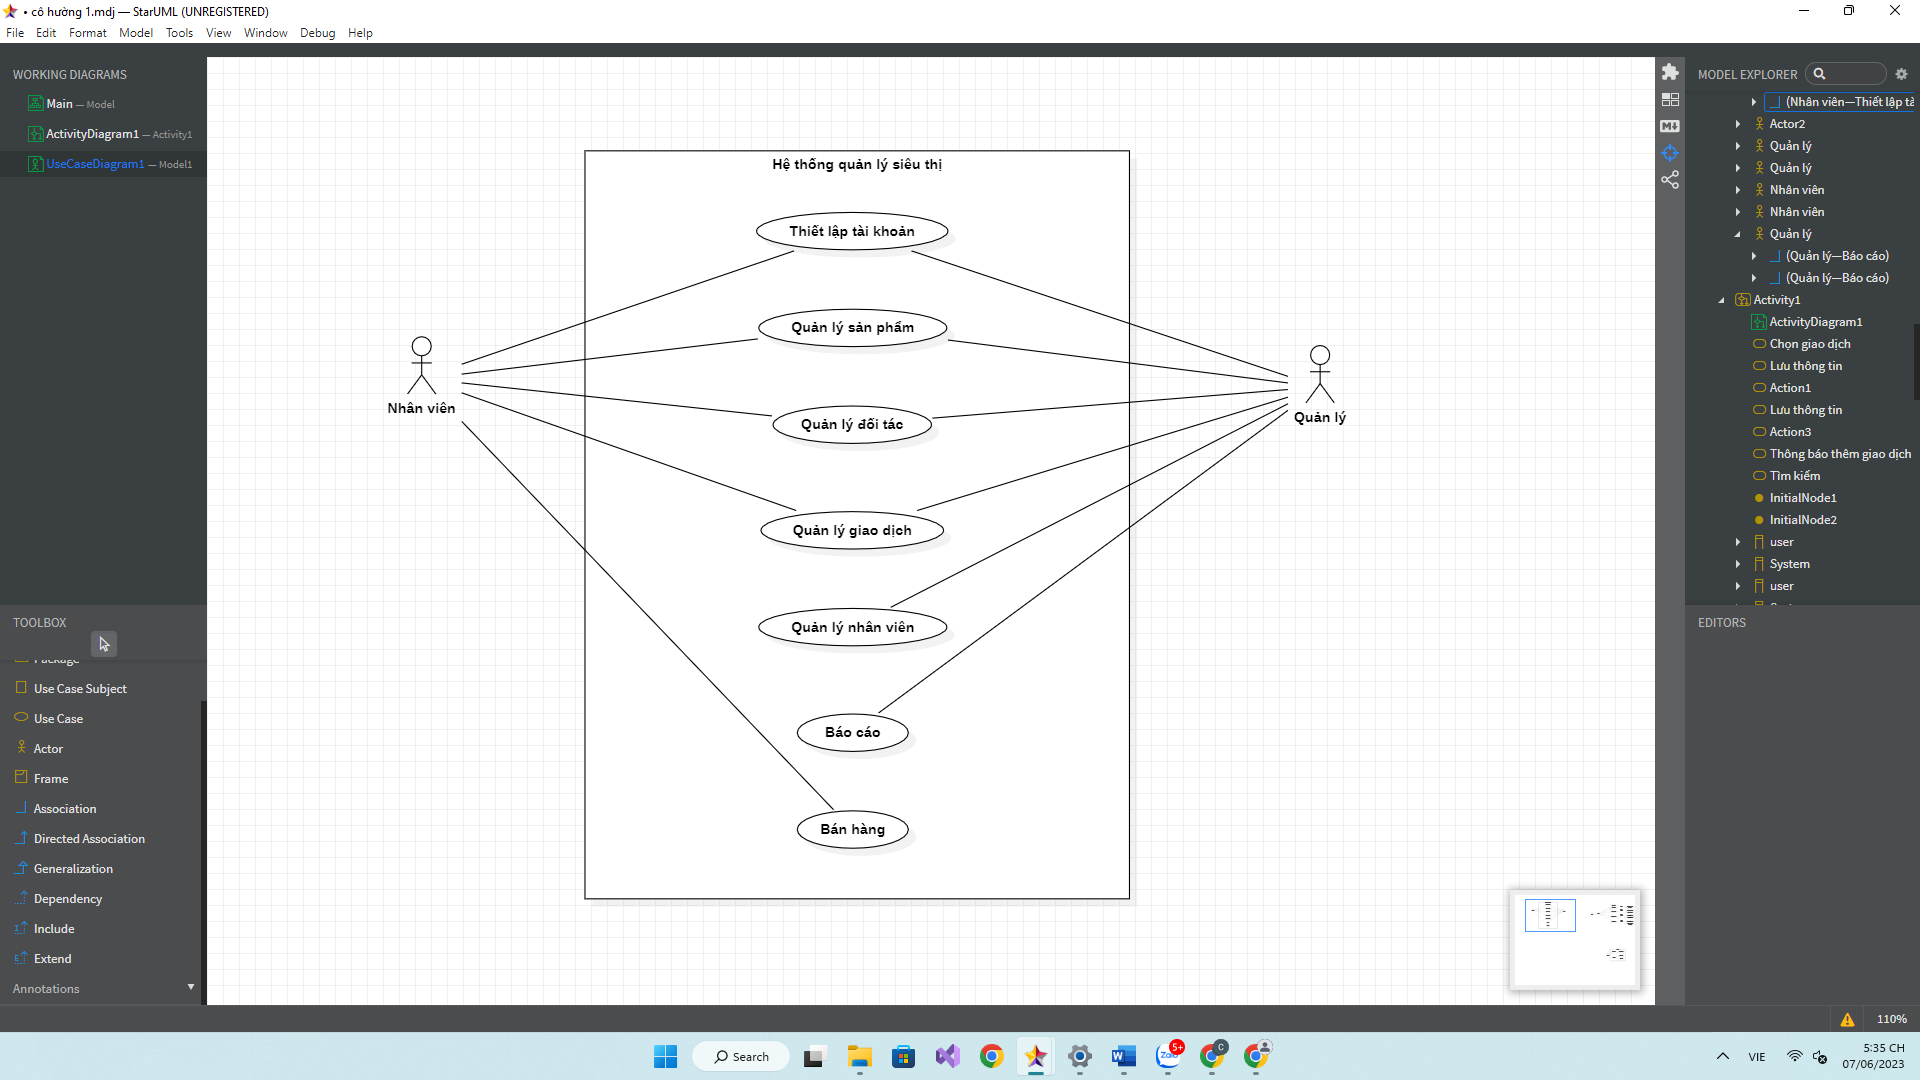 • cô hường 1.mdj — StarUML (UNREGISTERED)
File Edit Format Model Tools View Window Debug Help
WORKING DIAGRAMS
Main — Model
ActivityDiagram1 — Activity1
UseCaseDiagram1 — Model1
TOOLBOX
Package
Use Case Subject
Use Case
Actor
Frame
Association
Directed Association
Generalization
Dependency
Include
Extend
Annotations
Hệ thống quản lý siêu thị
Thiết lập tài khoản
Quản lý sản phẩm
Quản lý đối tác
Quản lý giao dịch
Quản lý nhân viên
Báo cáo
Bán hàng
Nhân viên
Quản lý
MODEL EXPLORER
(Nhân viên—Thiết lập tà
Actor2
Quản lý
Quản lý
Nhân viên
Nhân viên
Quản lý
(Quản lý—Báo cáo)
(Quản lý—Báo cáo)
Activity1
ActivityDiagram1
Chọn giao dịch
Lưu thông tin
Action1
Lưu thông tin
Action3
Thông báo thêm giao dịch
Tìm kiếm
InitialNode1
InitialNode2
user
System
user
EDITORS
110%
Search
Zalo
5+
C
VIE
5:35 CH
07/06/2023